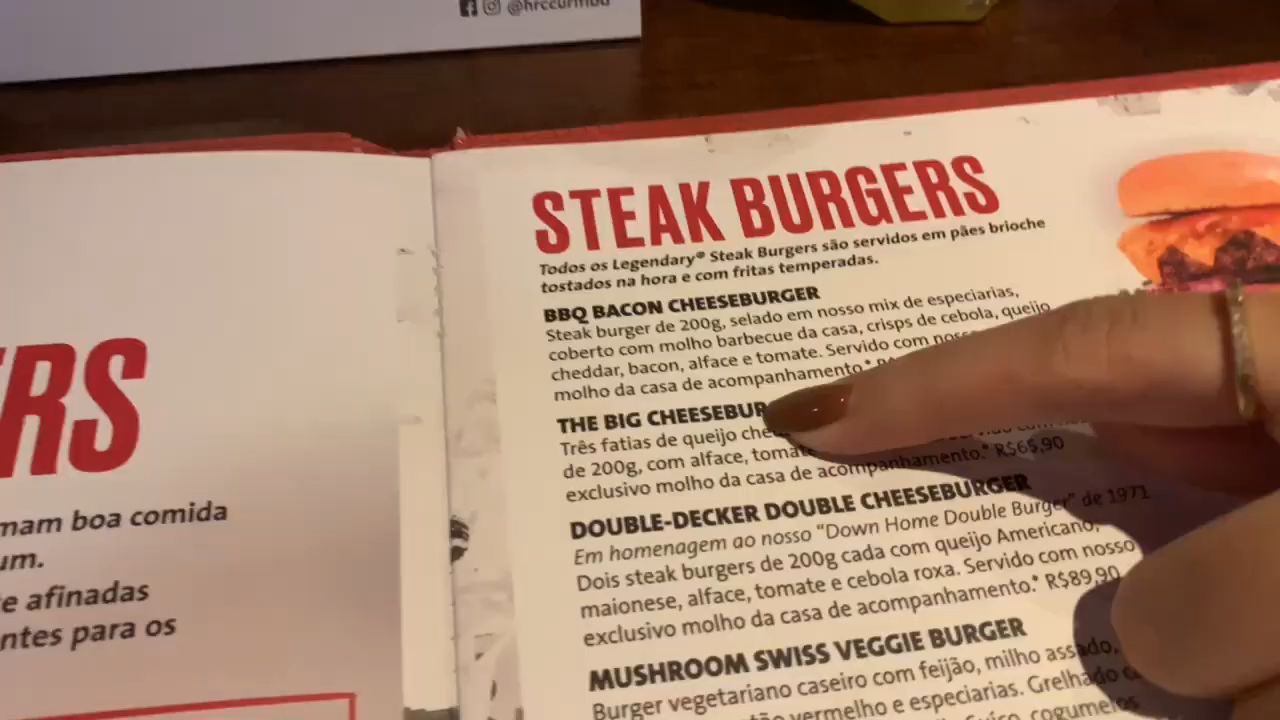 @hrccuritiba
ERS
mam boa comida
um.
e afinadas
ntes para os
STEAK BURGERS
Todos os Legendary® Steak Burgers são servidos em pães brioche
tostados na hora e com fritas temperadas.
BBQ BACON CHEESEBURGER
Steak burger de 200g, selado em nosso mix de especiarias,
coberto com molho barbecue da casa, crisps de cebola, queijo
cheddar, bacon, alface e tomate. Servido com nosso
molho da casa de acompanhamento.*
THE BIG CHEESEBUR
Três fatias de queijo che
de 200g, com alface, tomate
exclusivo molho da casa de acompanhamento.* R$65,90
DOUBLE-DECKER DOUBLE CHEESEBURGER
Em homenagem ao nosso “Down Home Double Burger” de 1971
Dois steak burgers de 200g cada com queijo Americano,
maionese, alface, tomate e cebola roxa. Servido com nosso
exclusivo molho da casa de acompanhamento.* R$89,90
MUSHROOM SWISS VEGGIE BURGER
Burger vegetariano caseiro com feijão, milho assado,
vermelho e especiarias. Grelhado
Suíço, cogumelos